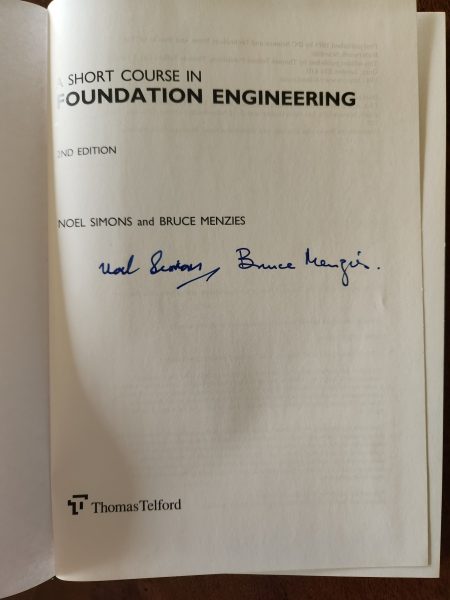 A SHORT COURSE IN
FOUNDATION ENGINEERING
2ND EDITION
NOEL SIMONS and BRUCE MENZIES
Noel Simons Bruce Menzies.
Thomas Telford